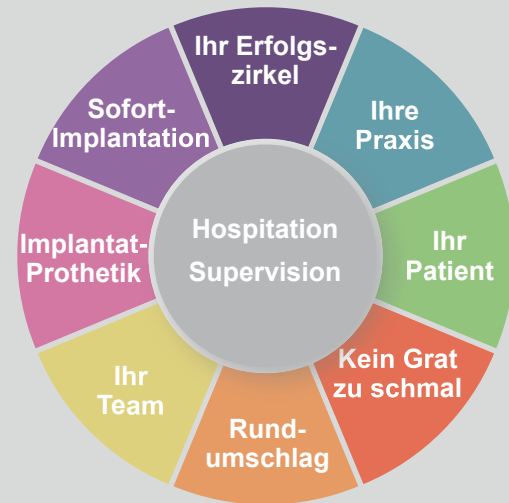 Ihr Erfolgs-
zirkel
Ihre
Praxis
Ihr
Patient
Kein Grat
zu schmal
Rund-
umschlag
Ihr
Team
Implantat-
Prothetik
Sofort-
Implantation
Hospitation
Supervision